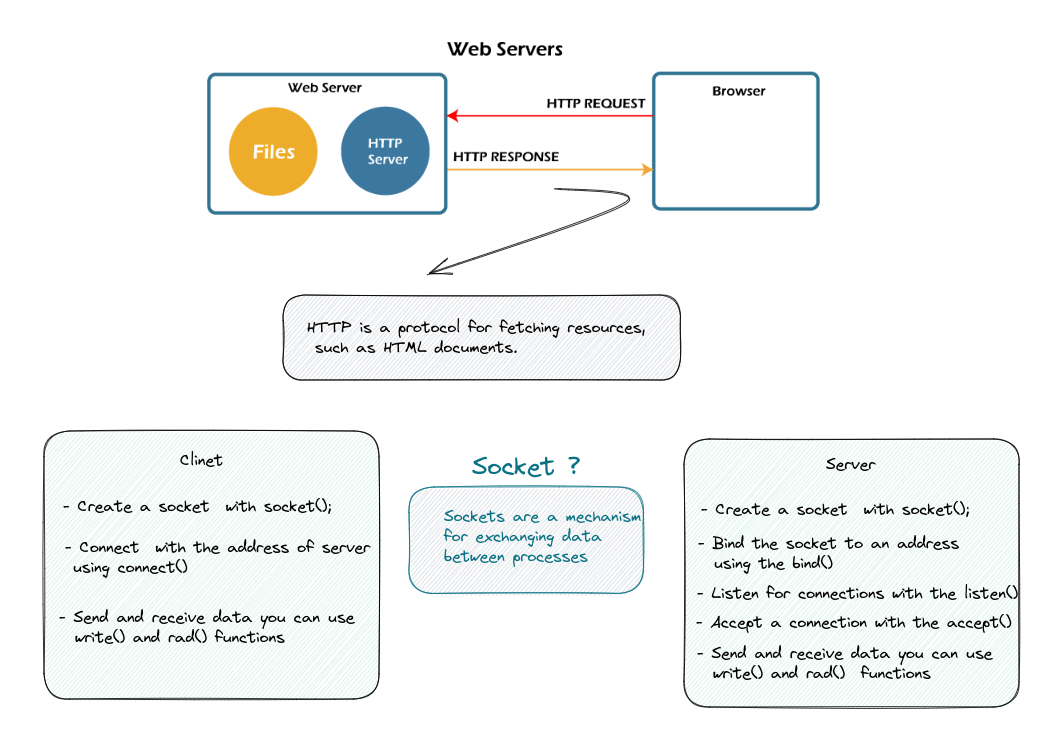 Web Servers
Web Server
Files
HTTP
Server
HTTP REQUEST
HTTP RESPONSE
Browser
HTTP is a protocol for fetching resources,
such as HTML documents.
Clinet
- Create a socket with socket();
- Connect with the address of server
using connect()
- Send and receive data you can use
write() and rad() functions
Socket ?
Sockets are a mechanism
for exchanging data
between processes
Server
- Create a socket with socket();
- Bind the socket to an address
using the bind()
- Listen for connections with the listen()
- Accept a connection with the accept()
- Send and receive data you can use
write() and rad() functions